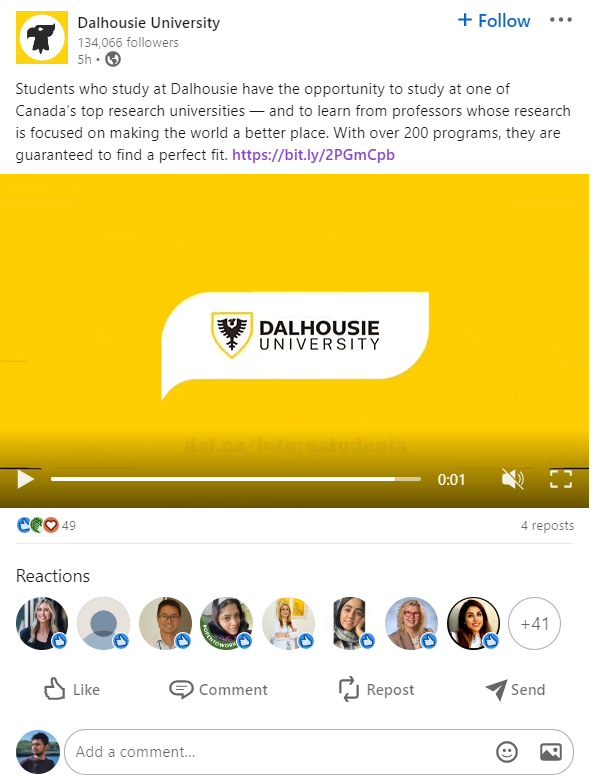 Dalhousie University
+ Follow
134,066 followers
5h •
Students who study at Dalhousie have the opportunity to study at one of
Canada's top research universities — and to learn from professors whose research
is focused on making the world a better place. With over 200 programs, they are
guaranteed to find a perfect fit. https://bit.ly/2PGmCpb
DALHOUSIE
UNIVERSITY
dal.ca/futurestudents
0:01
49
4 reposts
Reactions
#OPENTOWORK
+41
Like
Comment
Repost
Send
Add a comment...